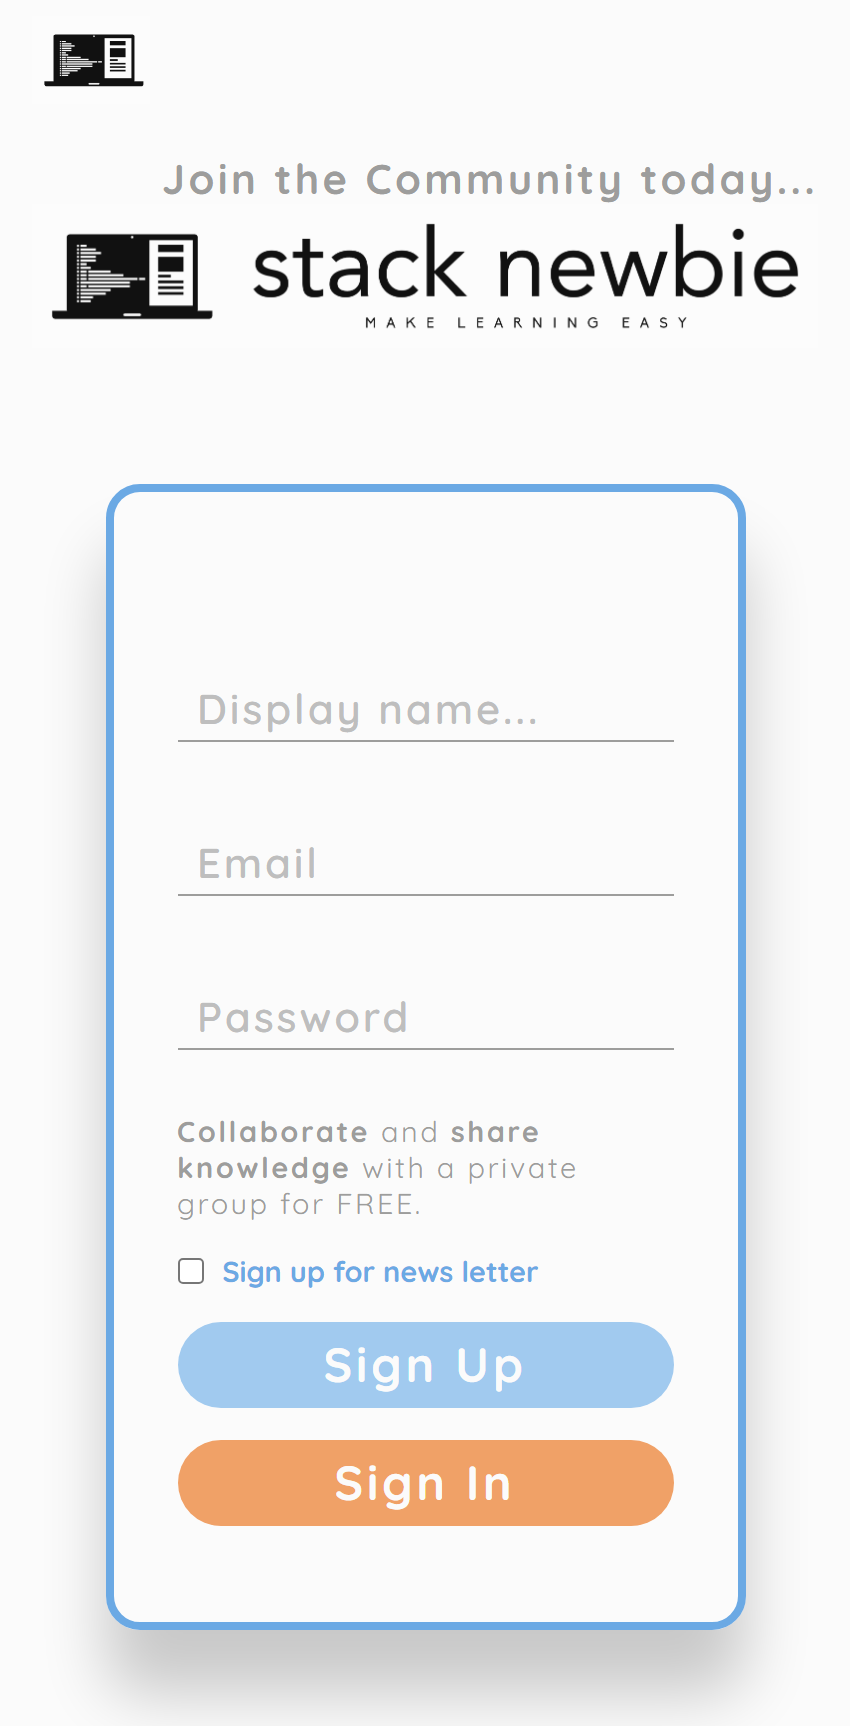 Join the Community today...
stack newbie
MAKE LEARNING EASY
Display name...
Email
Password
Collaborate and share
knowledge with a private
group for FREE.
Sign up for news letter
Sign Up
Sign In